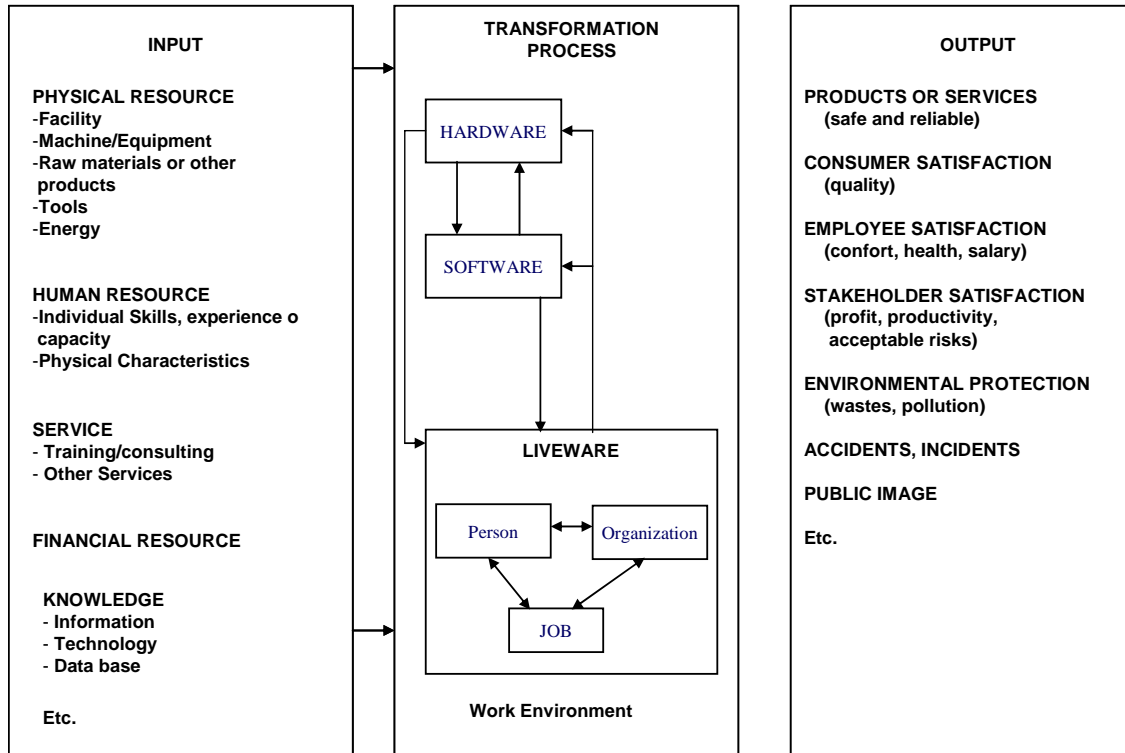 INPUT
PHYSICAL RESOURCE
-Facility
-Machine/Equipment
-Raw materials or other
products
-Tools
-Energy
HUMAN RESOURCE
-Individual Skills, experience o
capacity
-Physical Characteristics
SERVICE
- Training/consulting
- Other Services
FINANCIAL RESOURCE
KNOWLEDGE
- Information
- Technology
- Data base
Etc.
TRANSFORMATION
PROCESS
HARDWARE
SOFTWARE
LIVEWARE
Person
Organization
JOB
Work Environment
OUTPUT
PRODUCTS OR SERVICES
(safe and reliable)
CONSUMER SATISFACTION
(quality)
EMPLOYEE SATISFACTION
(confort, health, salary)
STAKEHOLDER SATISFACTION
(profit, productivity,
acceptable risks)
ENVIRONMENTAL PROTECTION
(wastes, pollution)
ACCIDENTS, INCIDENTS
PUBLIC IMAGE
Etc.